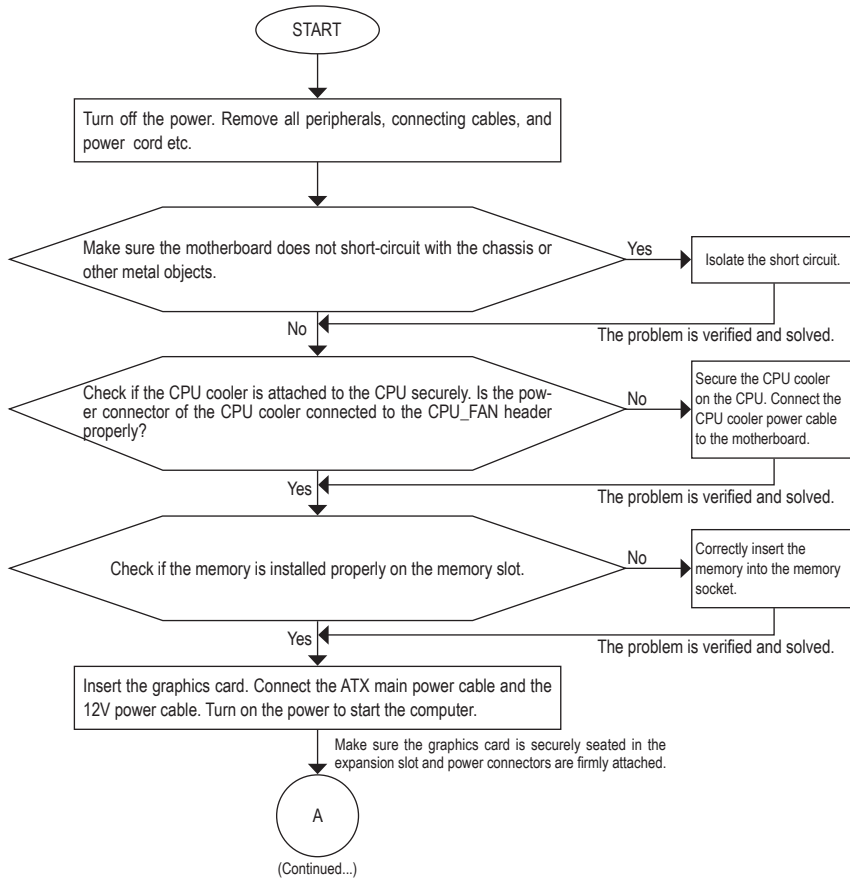 START
Turn off the power. Remove all peripherals, connecting cables, and
power cord etc.
Make sure the motherboard does not short-circuit with the chassis or
other metal objects.
Yes
Isolate the short circuit.
No
The problem is verified and solved.
Check if the CPU cooler is attached to the CPU securely. Is the pow-
er connector of the CPU cooler connected to the CPU_FAN header
properly?
No
Secure the CPU cooler
on the CPU. Connect the
CPU cooler power cable
to the motherboard.
Yes
The problem is verified and solved.
Check if the memory is installed properly on the memory slot.
No
Correctly insert the
memory into the memory
socket.
Yes
The problem is verified and solved.
Insert the graphics card. Connect the ATX main power cable and the
12V power cable. Turn on the power to start the computer.
Make sure the graphics card is securely seated in the
expansion slot and power connectors are firmly attached.
A
(Continued...)